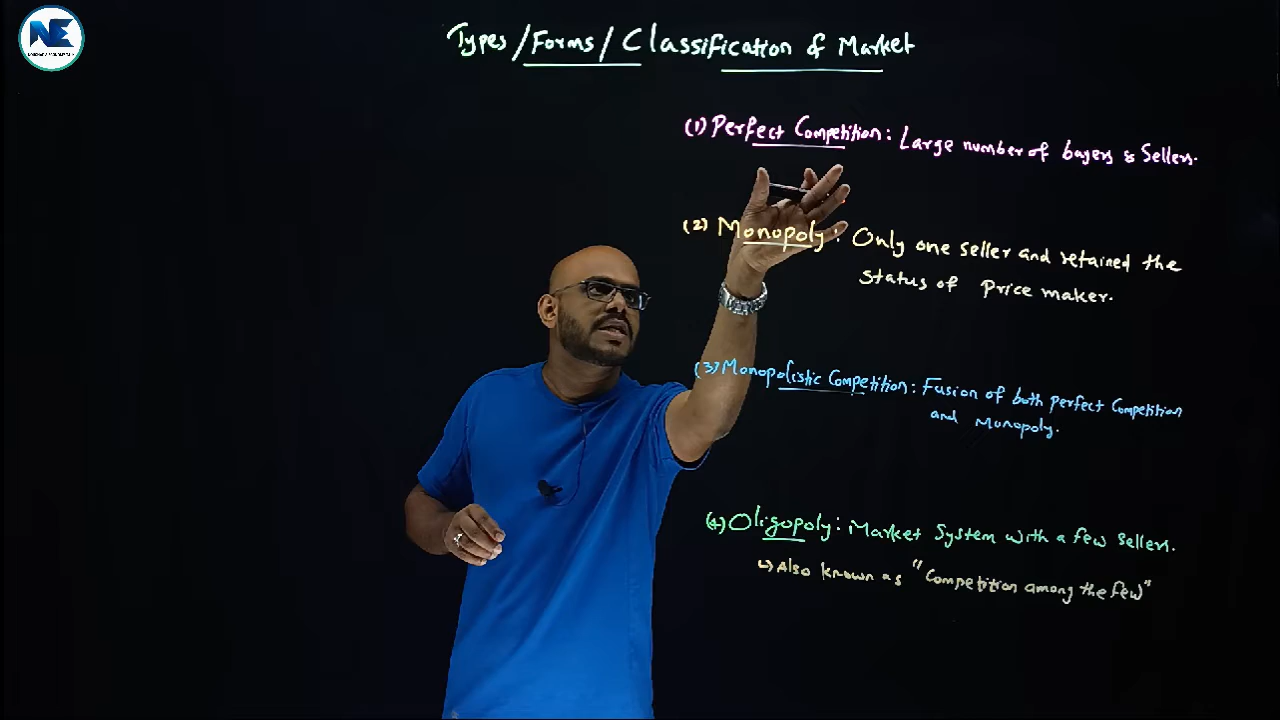 NE
Types/Forms/Classification of Market
(1) Perfect Competition: Large number of buyers & Sellers.
(2) Monopoly: Only one seller and retained the
status of Price maker.
(3) Monopolistic Competition: Fusion of both perfect Competition
and Monopoly.
(4) Oligopoly: Market System with a few sellers.
↳ Also known as "Competition among the few"